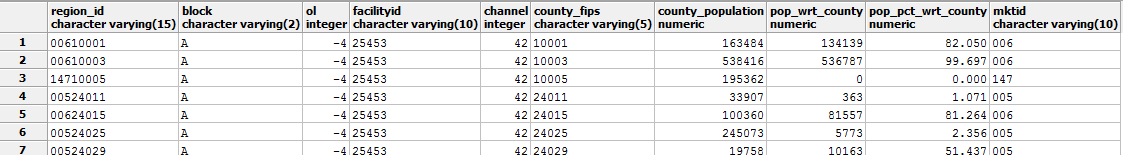 region_id block ol facilityid channel county_fips county_population pop_wrt_county pop_pct_wrt_county mktid
character varying(15) character varying(2) integer character varying(10) integer character varying(5) numeric numeric numeric character varying(10)
1 00610001 A -4 25453 42 10001 163484 134139 82.050 006
2 00610003 A -4 25453 42 10003 538416 536787 99.697 006
3 14710005 A -4 25453 42 10005 195362 0 0.000 147
4 00524011 A -4 25453 42 24011 33907 363 1.071 005
5 00624015 A -4 25453 42 24015 100360 81557 81.264 006
6 00524025 A -4 25453 42 24025 245073 5773 2.356 005
7 00524029 A -4 25453 42 24029 19758 10163 51.437 005